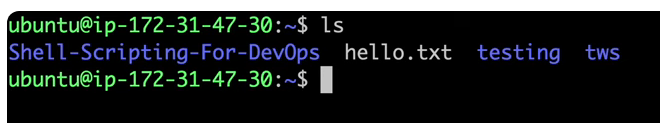 ubuntu@ip-172-31-47-30:~$ ls
Shell-Scripting-For-DevOps  hello.txt  testing  tws
ubuntu@ip-172-31-47-30:~$